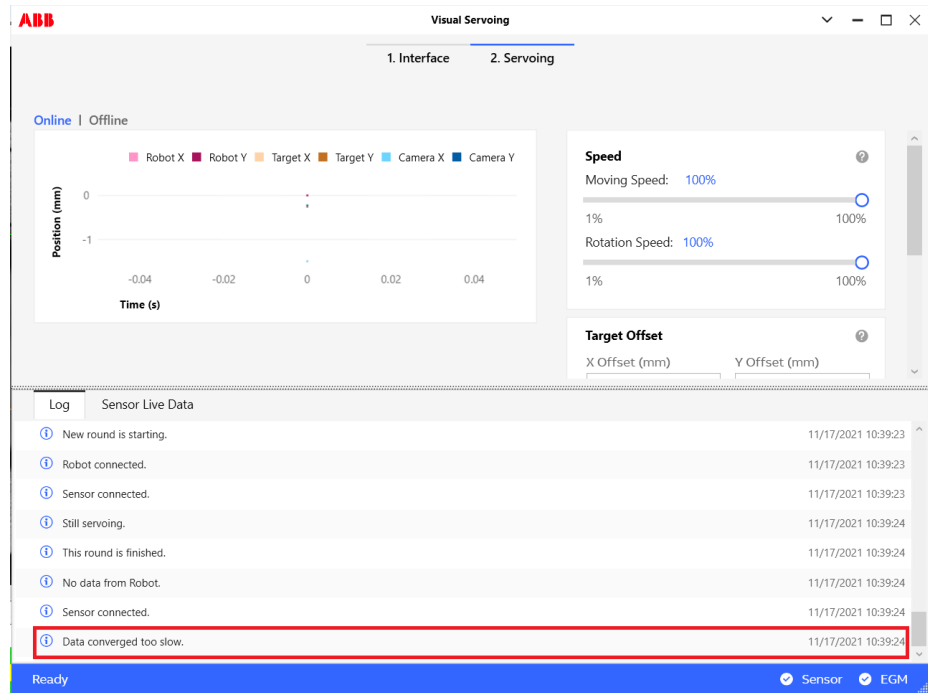 ABB Visual Servoing
1. Interface 2. Servoing
Online | Offline
Robot X Robot Y Target X Target Y Camera X Camera Y
Position (mm)
0
-1
-0.04 -0.02 0 0.02 0.04
Time (s)
Speed
Moving Speed: 100%
1% 100%
Rotation Speed: 100%
1% 100%
Target Offset
X Offset (mm) Y Offset (mm)
Log Sensor Live Data
New round is starting. 11/17/2021 10:39:23
Robot connected. 11/17/2021 10:39:23
Sensor connected. 11/17/2021 10:39:23
Still servoing. 11/17/2021 10:39:24
This round is finished. 11/17/2021 10:39:24
No data from Robot. 11/17/2021 10:39:24
Sensor connected. 11/17/2021 10:39:24
Data converged too slow. 11/17/2021 10:39:24
Ready Sensor EGM